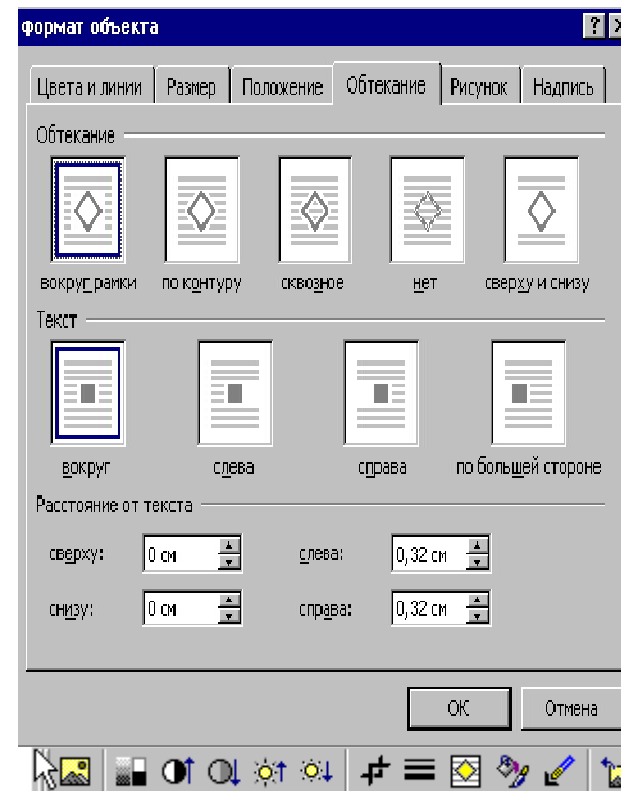 формат объекта ? X
Цвета и линии Размер Положение Обтекание Рисунок Надпись
Обтекание
вокруг рамки по контуру сквозное нет сверху и снизу
Текст
вокруг слева справа по большей стороне
Расстояние от текста
сверху: 0 см слева: 0,32 см
снизу: 0 см справа: 0,32 см
ОК Отмена